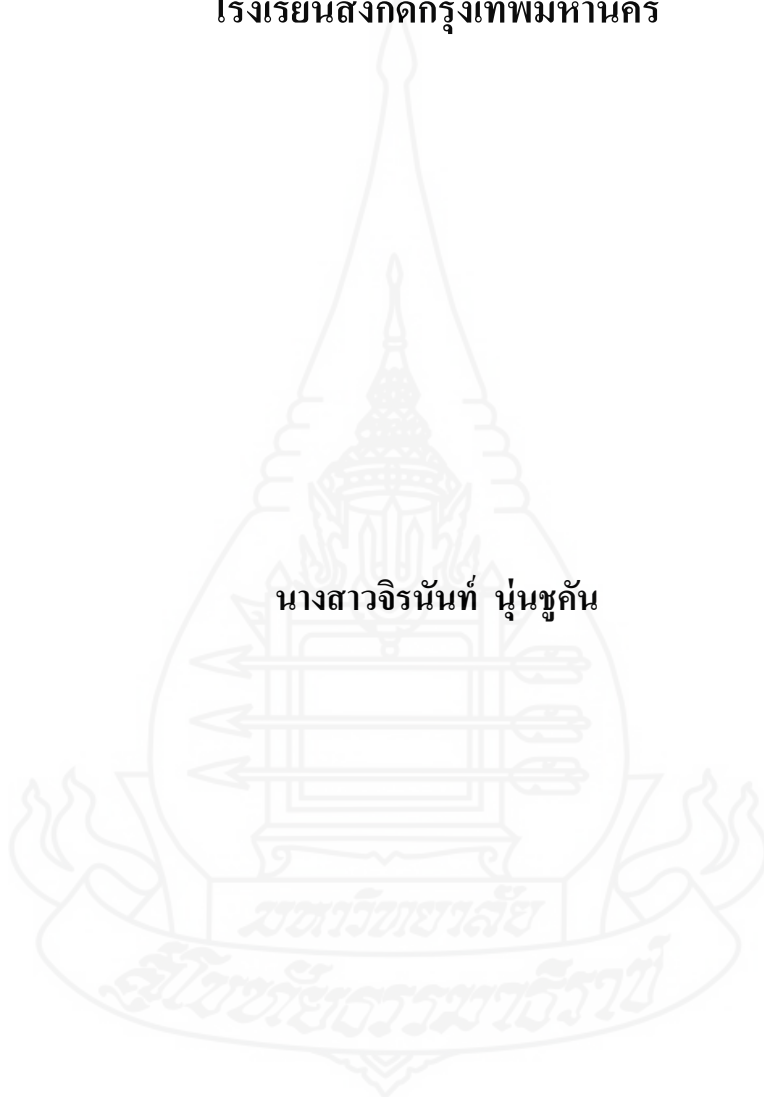 โรงเรียนสังกัดกรุงเทพมหานคร
นางสาวจิรนันท์ นุ่นชูคัน
มหาวิทยาลัย
สุโขทัยธรรมาธิราช